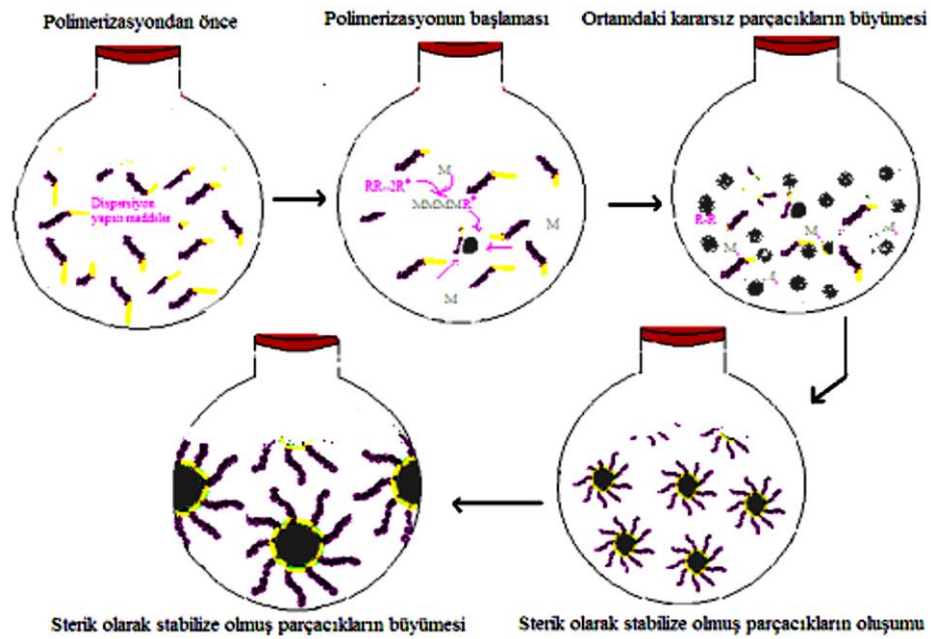 Polimerizasyondan önce
Polimerizasyonun başlaması
Ortamdaki kararsız parçacıkların büyümesi
Dispersiyon
yapıcı maddeler
M
RR--2R*
MMMMR*
M
M
R-R
M
M
M
Sterik olarak stabilize olmuş parçacıkların büyümesi
Sterik olarak stabilize olmuş parçacıkların oluşumu